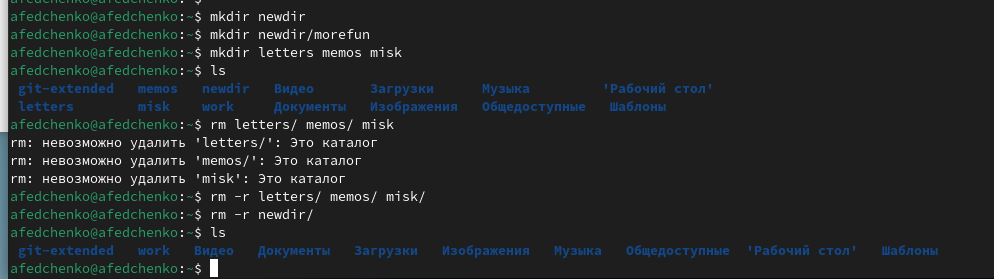 afedchenko@afedchenko:~$ mkdir newdir
afedchenko@afedchenko:~$ mkdir newdir/morefun
afedchenko@afedchenko:~$ mkdir letters memos misk
afedchenko@afedchenko:~$ ls
git-extended memos newdir Видео Загрузки Музыка 'Рабочий стол'
letters misk work Документы Изображения Общедоступные Шаблоны
afedchenko@afedchenko:~$ rm letters/ memos/ misk
rm: невозможно удалить 'letters/': Это каталог
rm: невозможно удалить 'memos/': Это каталог
rm: невозможно удалить 'misk': Это каталог
afedchenko@afedchenko:~$ rm -r letters/ memos/ misk/
afedchenko@afedchenko:~$ rm -r newdir/
afedchenko@afedchenko:~$ ls
git-extended work Видео Документы Загрузки Изображения Музыка Общедоступные 'Рабочий стол' Шаблоны
afedchenko@afedchenko:~$